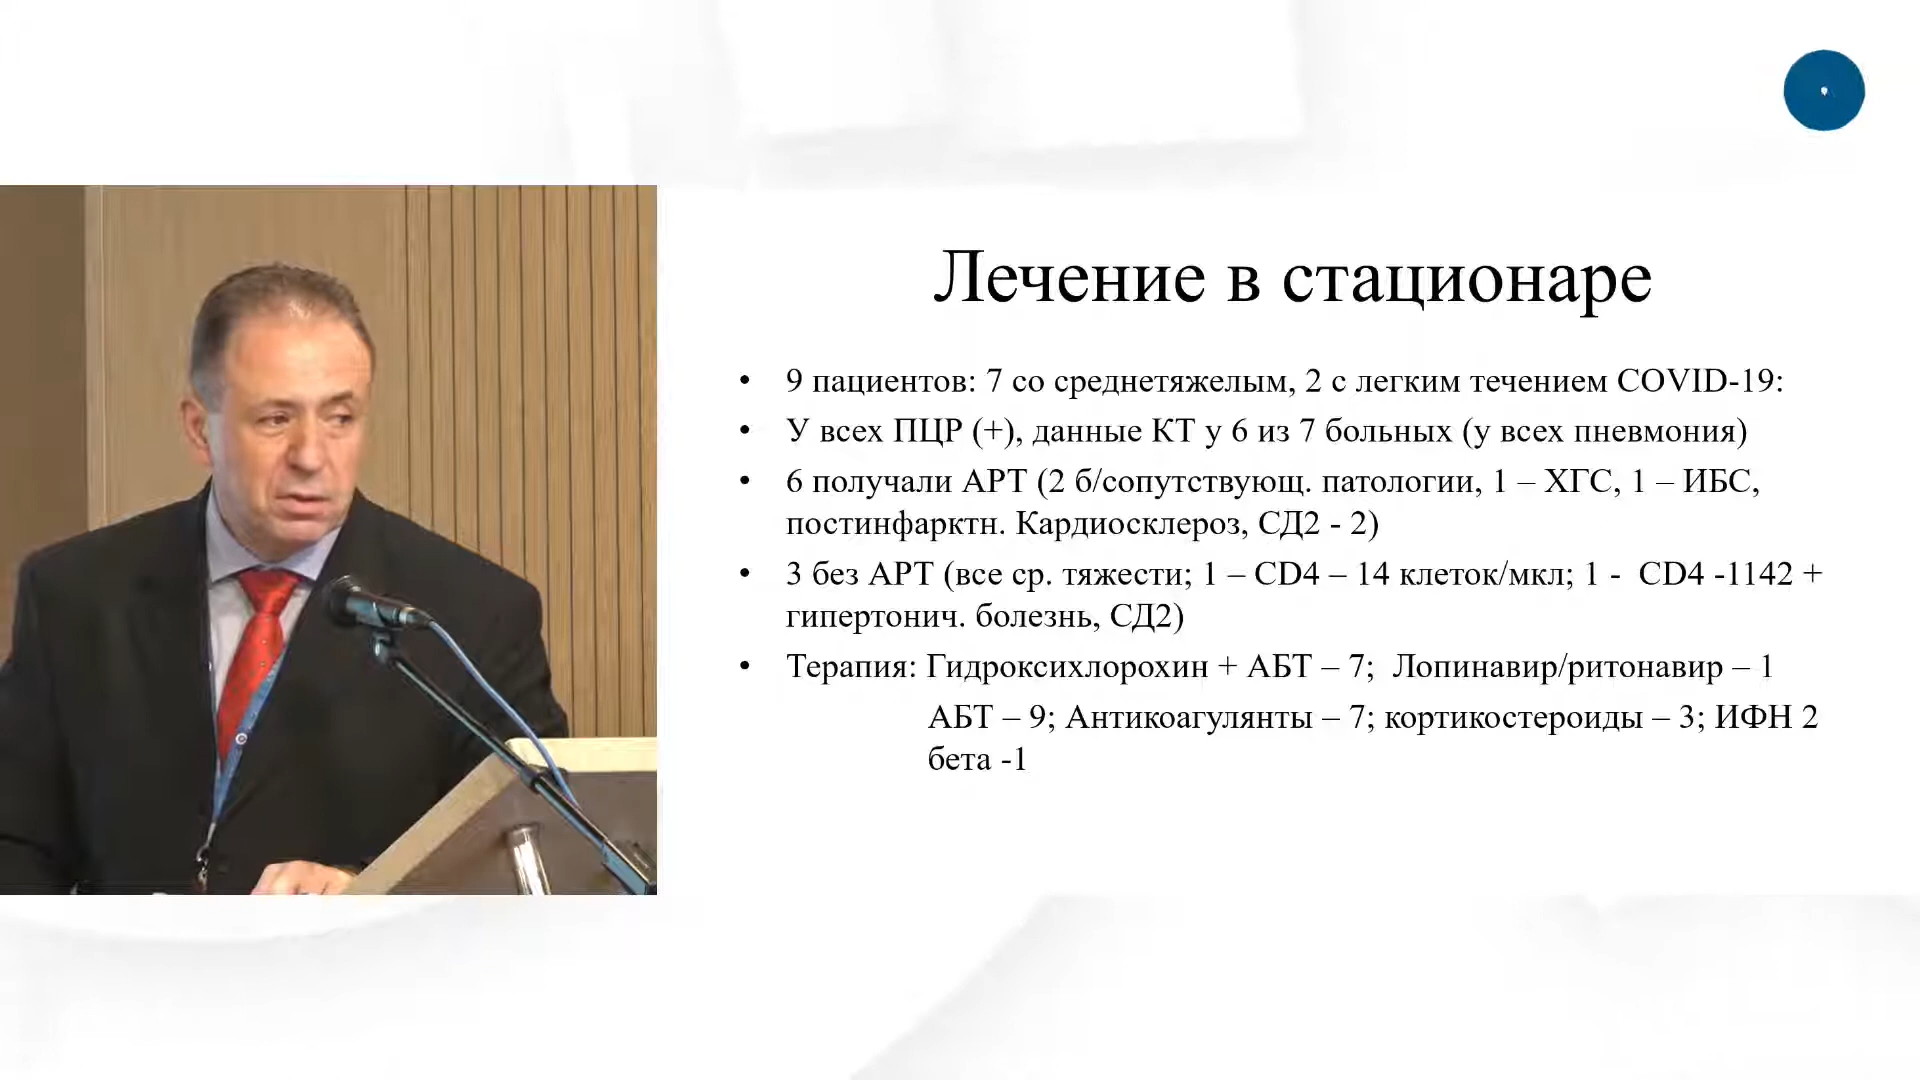 Лечение в стационаре
• 9 пациентов: 7 со среднетяжелым, 2 с легким течением COVID-19:
• У всех ПЦР (+), данные КТ у 6 из 7 больных (у всех пневмония)
• 6 получали АРТ (2 б/сопутствующ. патологии, 1 – ХГС, 1 – ИБС,
постинфарктн. Кардиосклероз, СД2 - 2)
• 3 без АРТ (все ср. тяжести; 1 – CD4 – 14 клеток/мкл; 1 - CD4 -1142 +
гипертонич. болезнь, СД2)
• Терапия: Гидроксихлорохин + АБТ – 7; Лопинавир/ритонавир – 1
АБТ – 9; Антикоагулянты – 7; кортикостероиды – 3; ИФН 2
бета -1